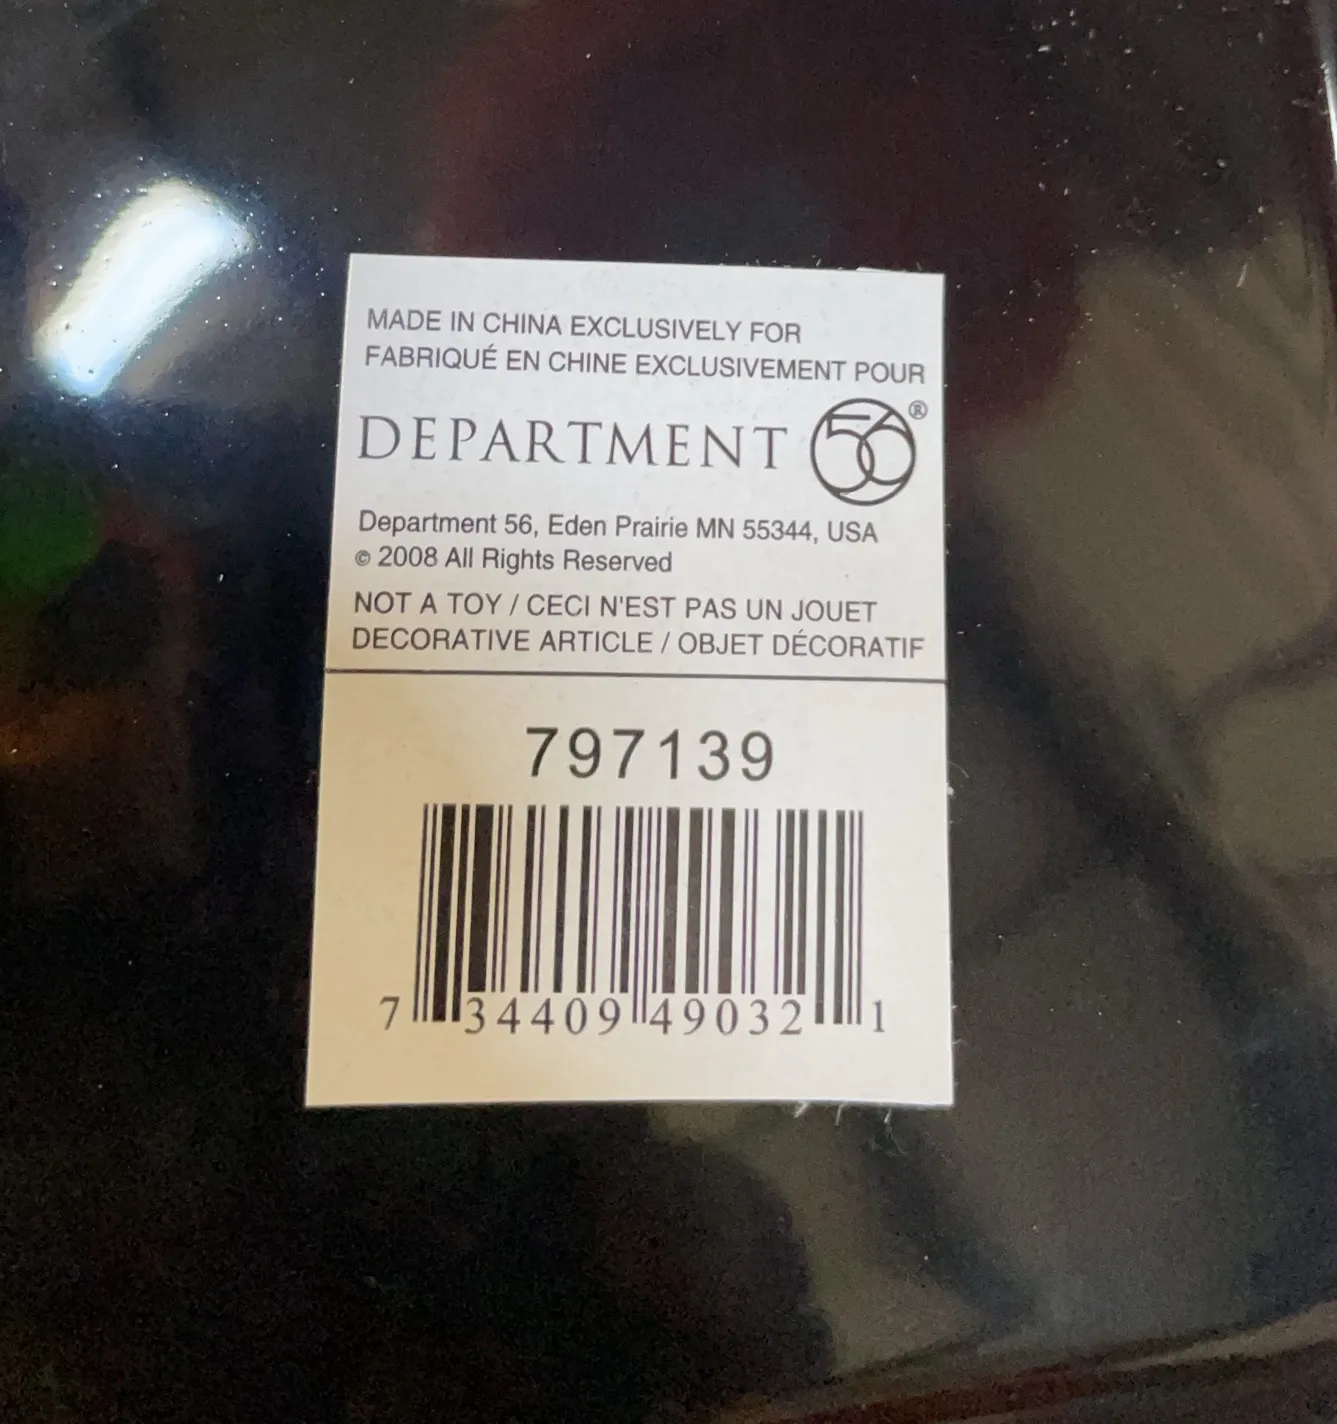 MADE IN CHINA EXCLUSIVELY FOR
FABRIQUÉ EN CHINE EXCLUSIVEMENT POUR
DEPARTMENT 56®
Department 56, Eden Prairie MN 55344, USA
© 2008 All Rights Reserved
NOT A TOY / CECI N'EST PAS UN JOUET
DECORATIVE ARTICLE / OBJET DÉCORATIF
797139
7 34409 49032 1